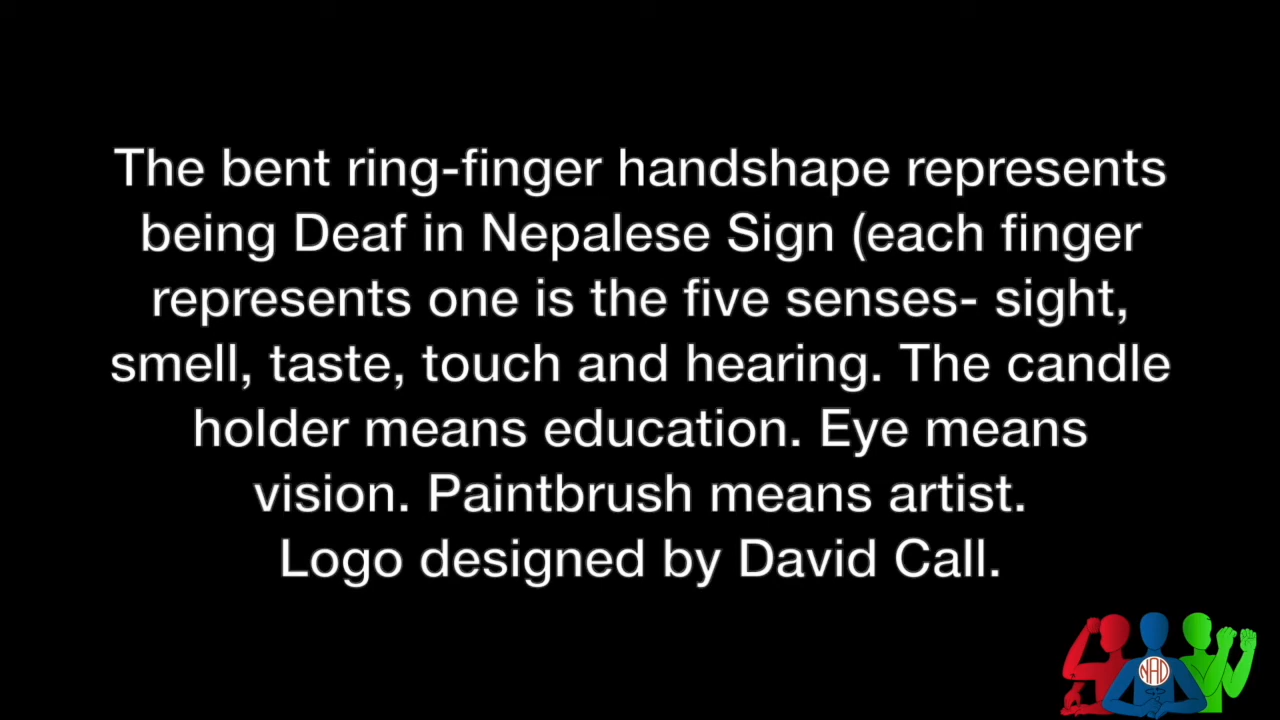 The bent ring-finger handshape represents
being Deaf in Nepalese Sign (each finger
represents one is the five senses- sight,
smell, taste, touch and hearing. The candle
holder means education. Eye means
vision. Paintbrush means artist.
Logo designed by David Call.
NAD